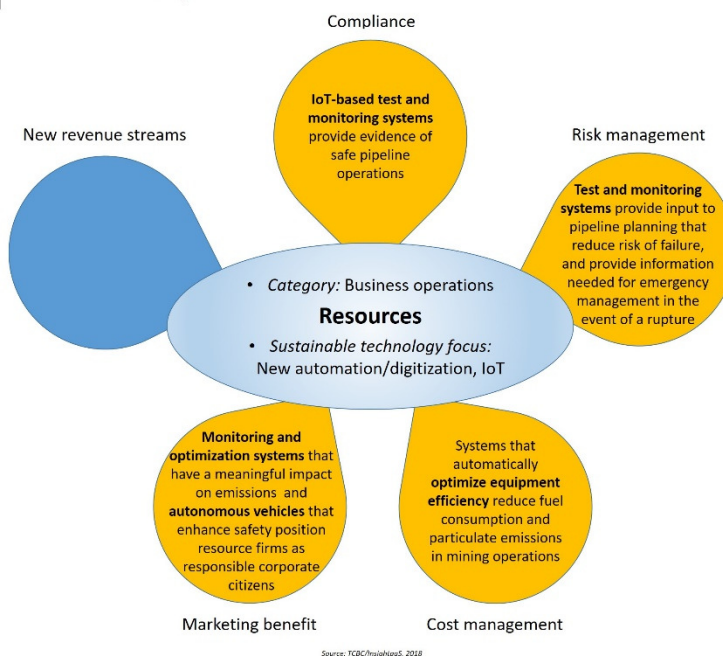 Compliance
IoT-based test and
monitoring systems
provide evidence of
safe pipeline
operations
New revenue streams
Risk management
Test and monitoring
systems provide input to
pipeline planning that
reduce risk of failure,
and provide information
needed for emergency
management in the
event of a rupture
• Category: Business operations
Resources
• Sustainable technology focus:
New automation/digitization, IoT
Monitoring and
optimization systems that
have a meaningful impact
on emissions and
autonomous vehicles that
enhance safety position
resource firms as
responsible corporate
citizens
Marketing benefit
Systems that
automatically
optimize equipment
efficiency reduce fuel
consumption and
particulate emissions
in mining operations
Cost management
Source: TCBC/InsightaaS, 2018